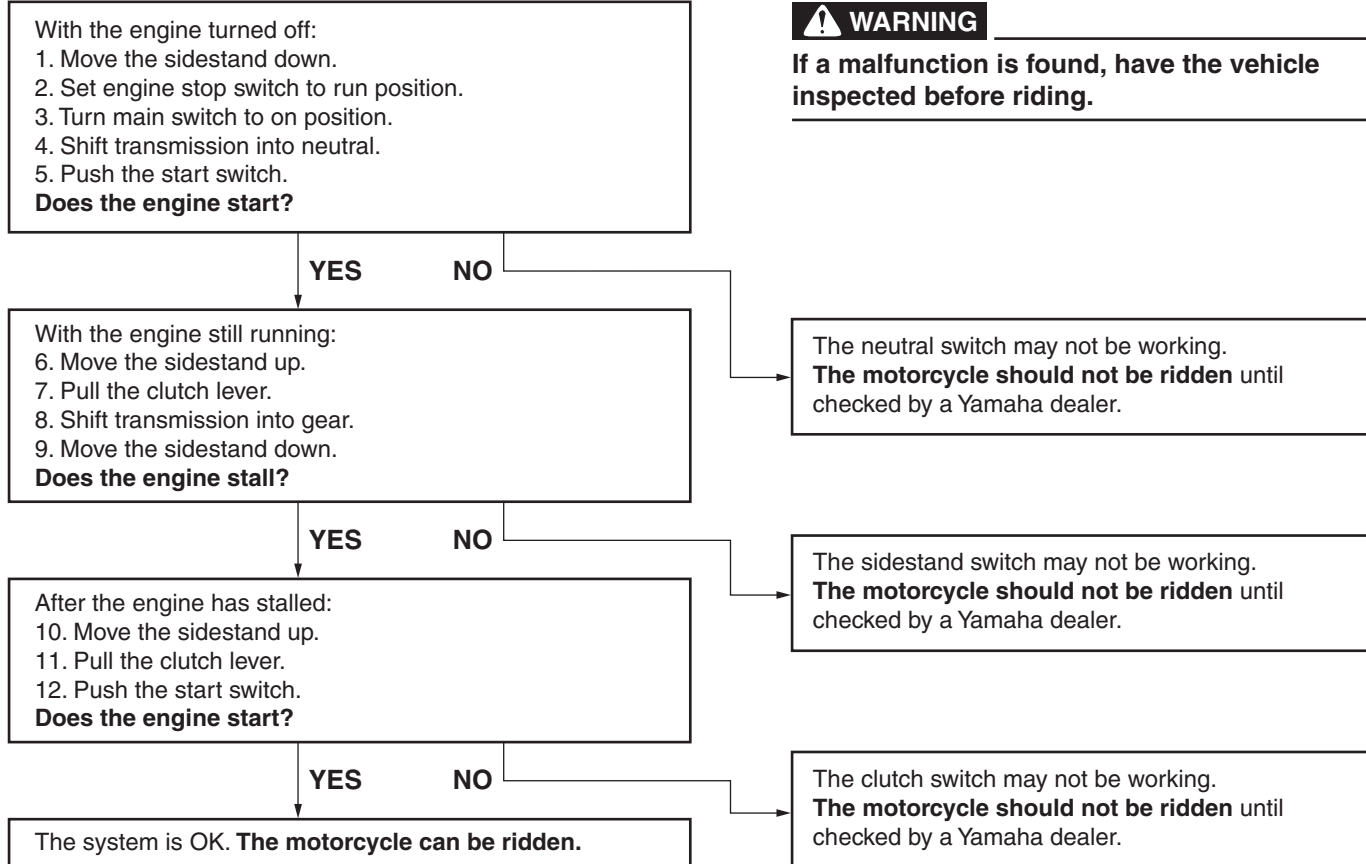 With the engine turned off:
1. Move the sidestand down.
2. Set engine stop switch to run position.
3. Turn main switch to on position.
4. Shift transmission into neutral.
5. Push the start switch.
Does the engine start?
WARNING
If a malfunction is found, have the vehicle
inspected before riding.
YES
NO
With the engine still running:
6. Move the sidestand up.
7. Pull the clutch lever.
8. Shift transmission into gear.
9. Move the sidestand down.
Does the engine stall?
The neutral switch may not be working.
The motorcycle should not be ridden until
checked by a Yamaha dealer.
YES
NO
After the engine has stalled:
10. Move the sidestand up.
11. Pull the clutch lever.
12. Push the start switch.
Does the engine start?
The sidestand switch may not be working.
The motorcycle should not be ridden until
checked by a Yamaha dealer.
YES
NO
The system is OK. The motorcycle can be ridden.
The clutch switch may not be working.
The motorcycle should not be ridden until
checked by a Yamaha dealer.